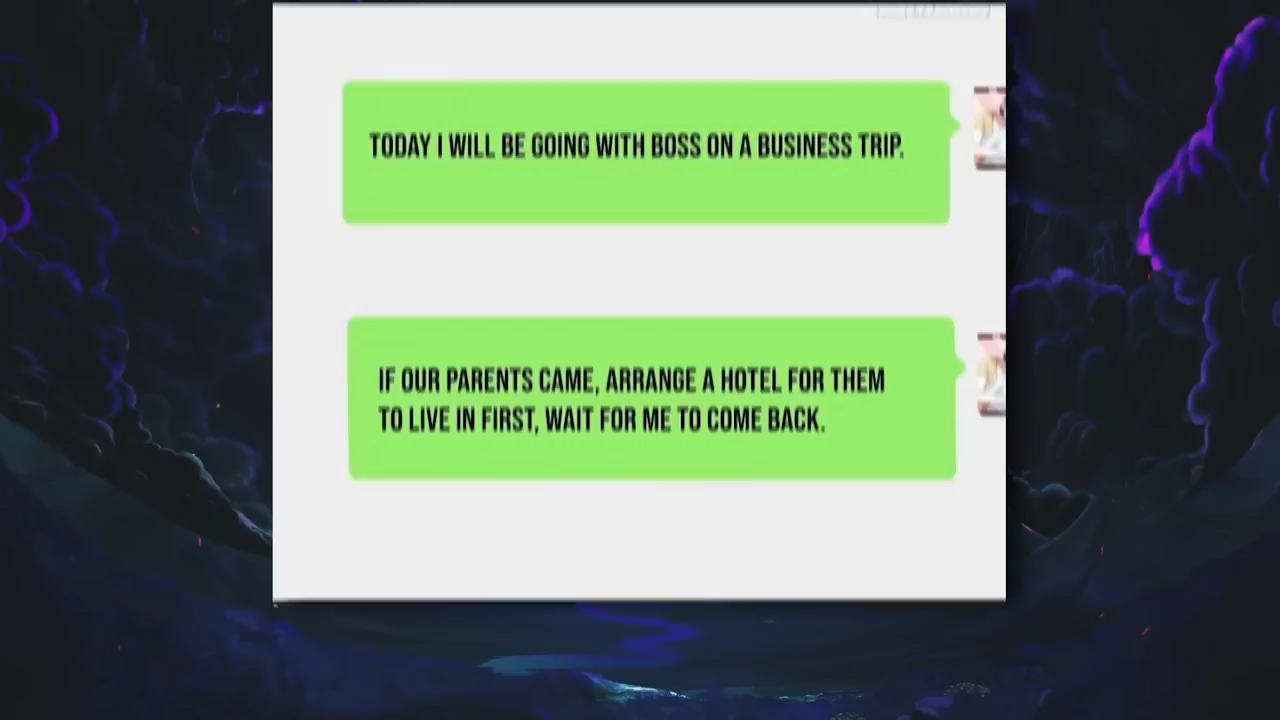 TODAY I WILL BE GOING WITH BOSS ON A BUSINESS TRIP.
IF OUR PARENTS CAME, ARRANGE A HOTEL FOR THEM
TO LIVE IN FIRST, WAIT FOR ME TO COME BACK.